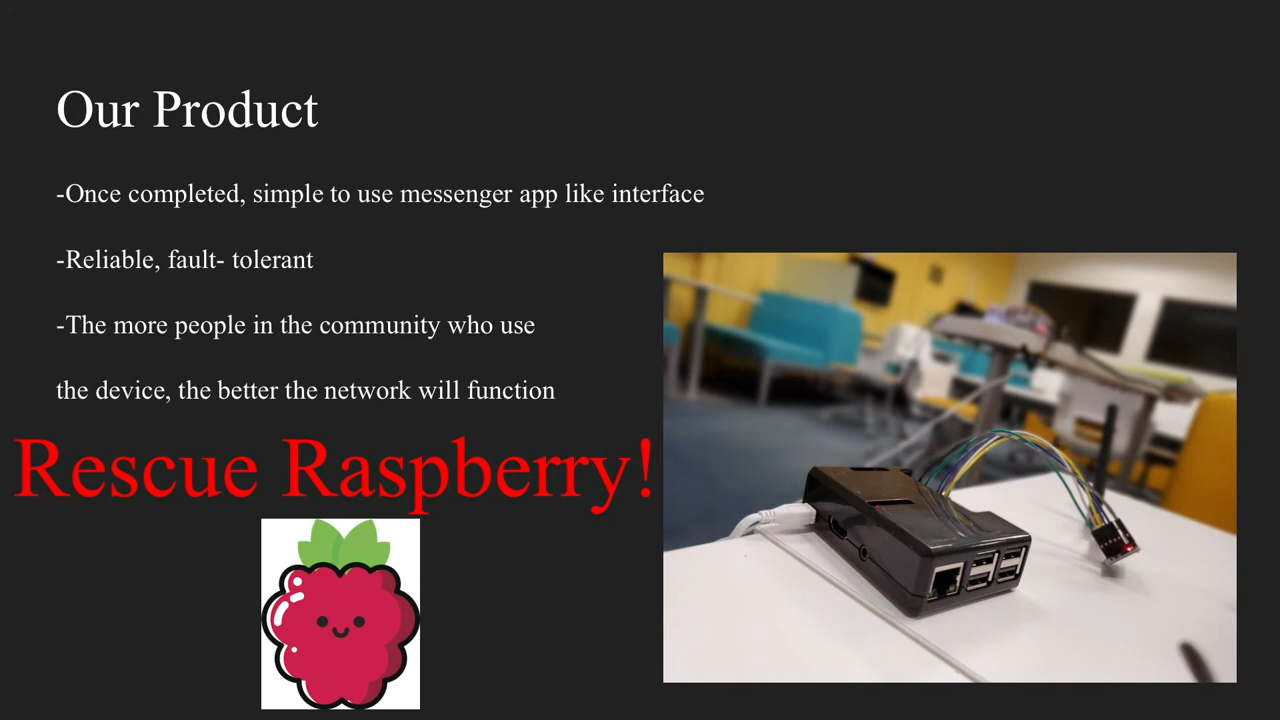 Our Product
-Once completed, simple to use messenger app like interface
-Reliable, fault- tolerant
-The more people in the community who use
the device, the better the network will function
Rescue Raspberry!